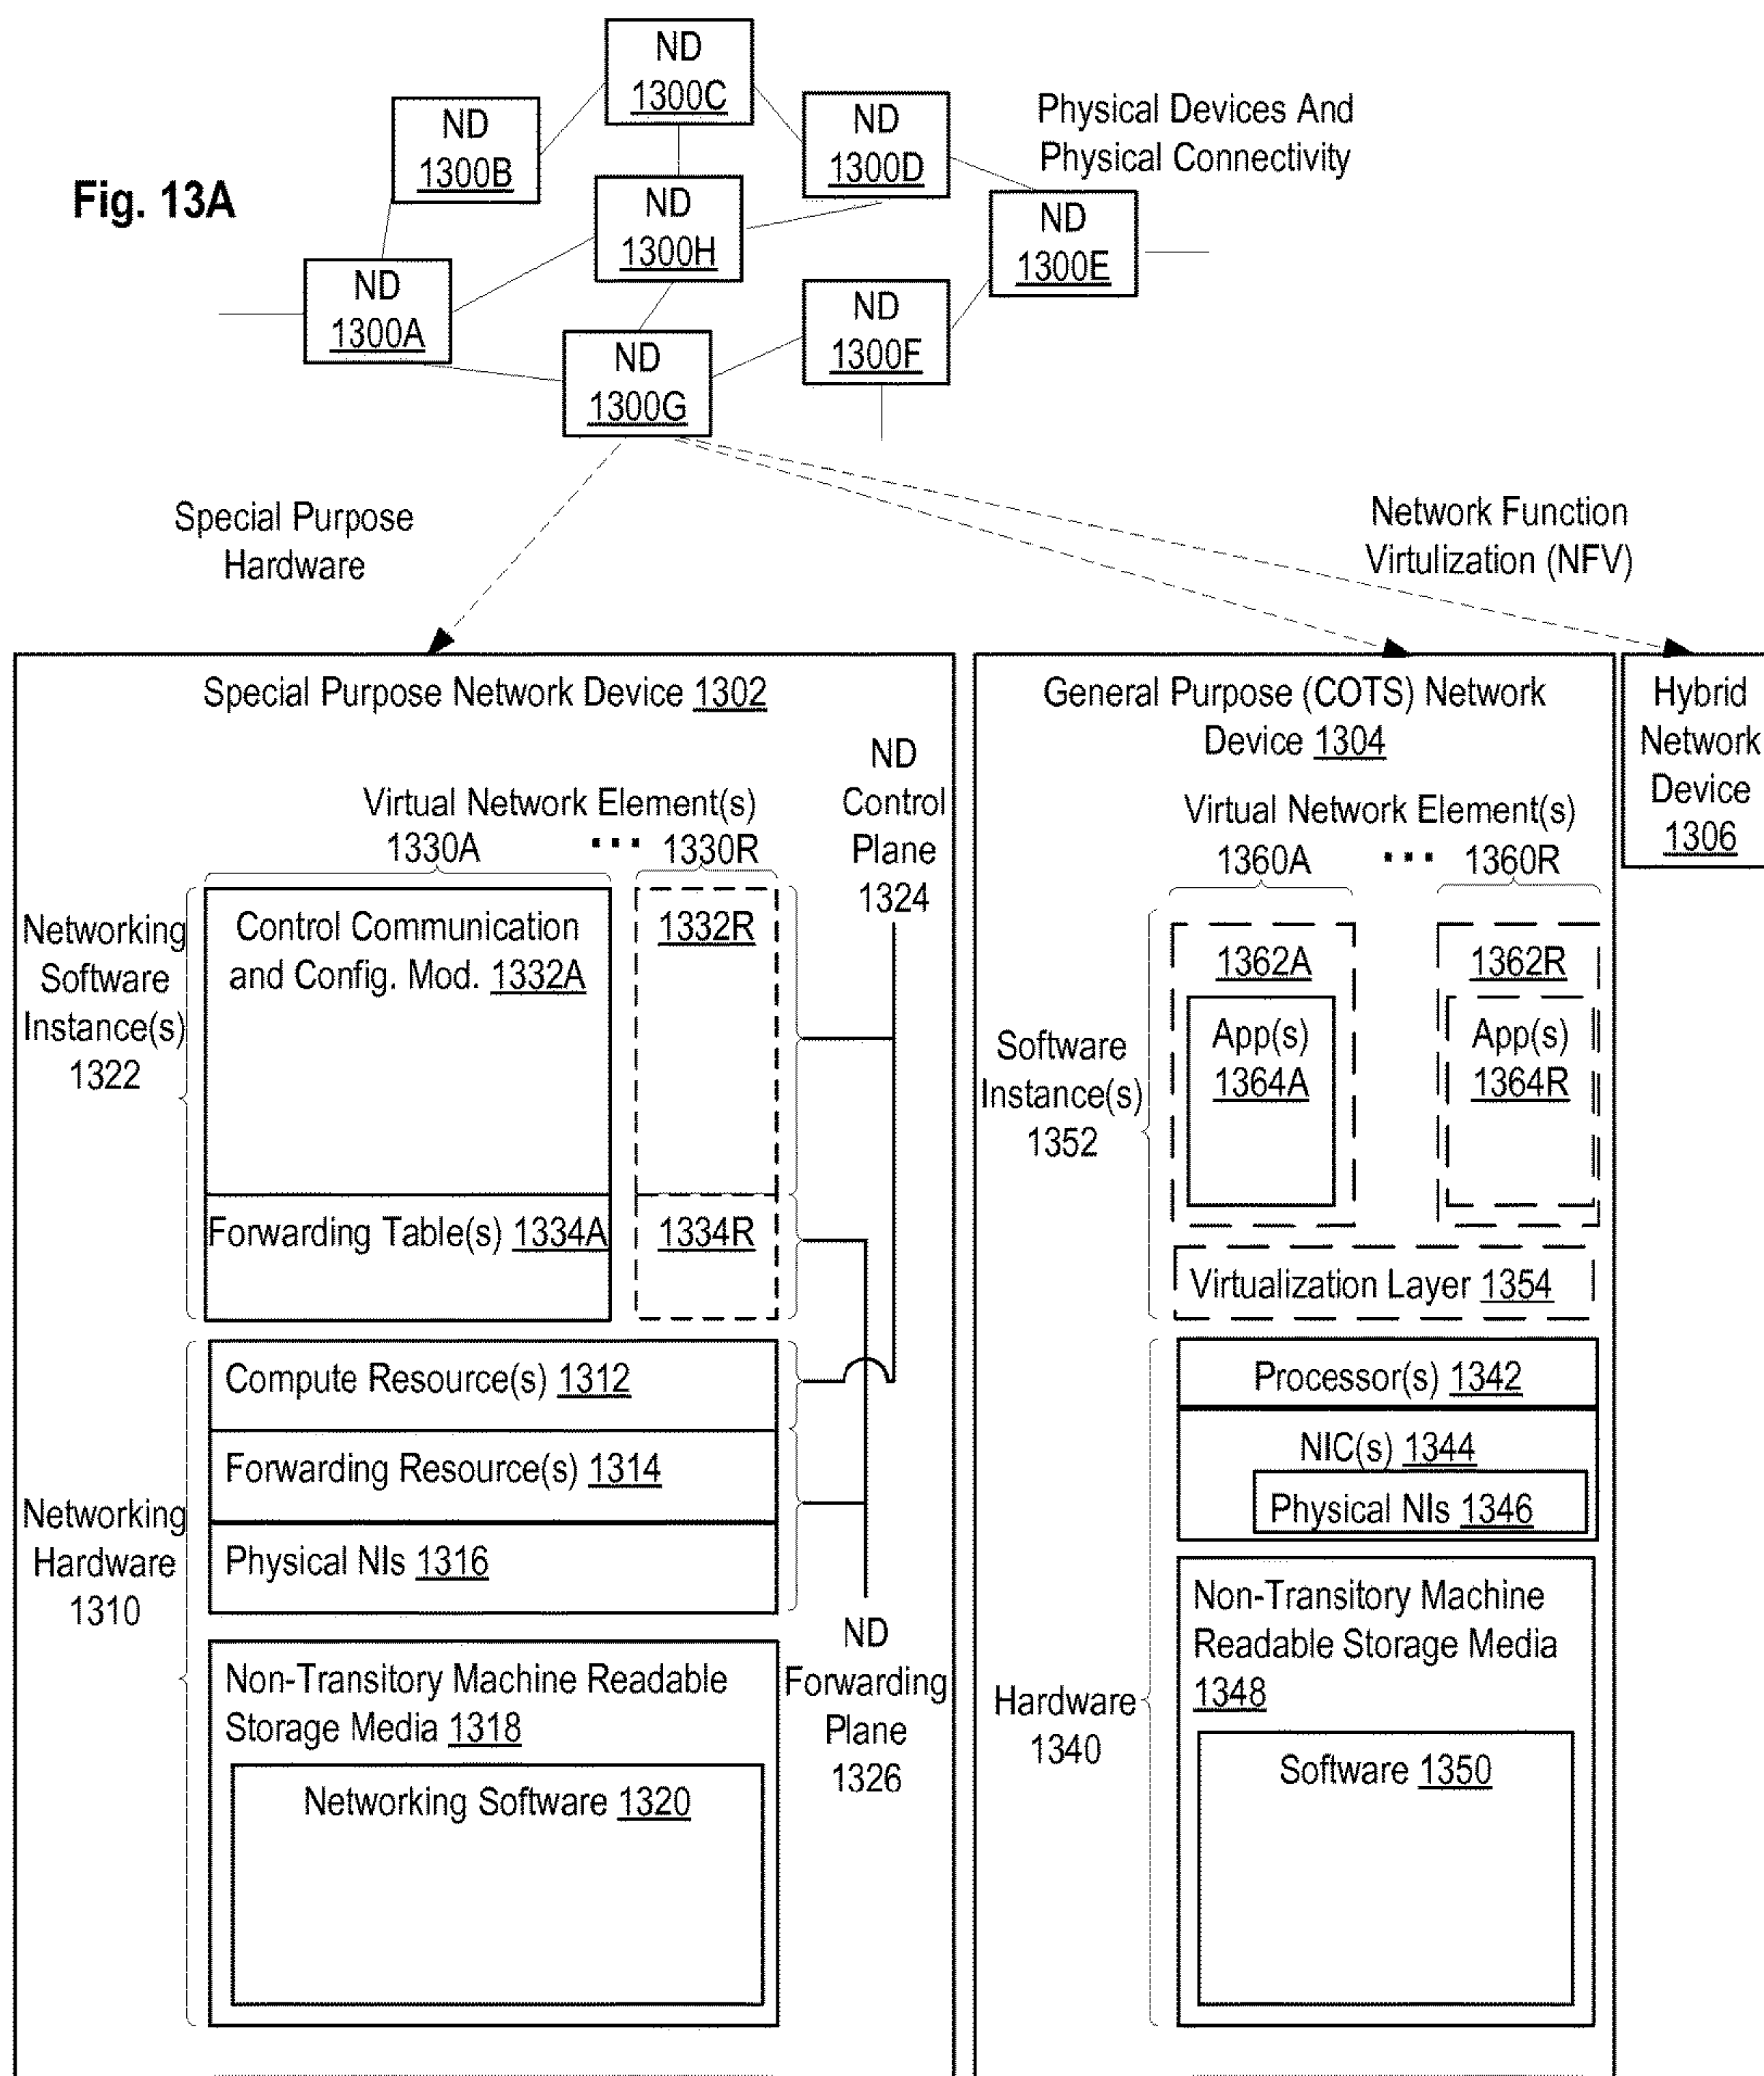 Fig. 13A
ND
1300C
ND
1300B
ND
1300D
Physical Devices And
Physical Connectivity
ND
1300H
ND
1300E
ND
1300A
ND
1300F
ND
1300G
Special Purpose
Hardware
Network Function
Virtulization (NFV)
Special Purpose Network Device 1302
ND
Control
Plane
1324
Virtual Network Element(s)
1330A ... 1330R
Networking
Software
Instance(s)
1322
Control Communication
and Config. Mod. 1332A
1332R
Forwarding Table(s) 1334A
1334R
Networking
Hardware
1310
Compute Resource(s) 1312
Forwarding Resource(s) 1314
Physical NIs 1316
ND
Forwarding
Plane
1326
Non-Transitory Machine Readable
Storage Media 1318
Networking Software 1320
General Purpose (COTS) Network
Device 1304
Virtual Network Element(s)
1360A ... 1360R
Software
Instance(s)
1352
1362A
App(s)
1364A
1362R
App(s)
1364R
Virtualization Layer 1354
Hardware
1340
Processor(s) 1342
NIC(s) 1344
Physical NIs 1346
Non-Transitory Machine
Readable Storage Media
1348
Software 1350
Hybrid
Network
Device
1306